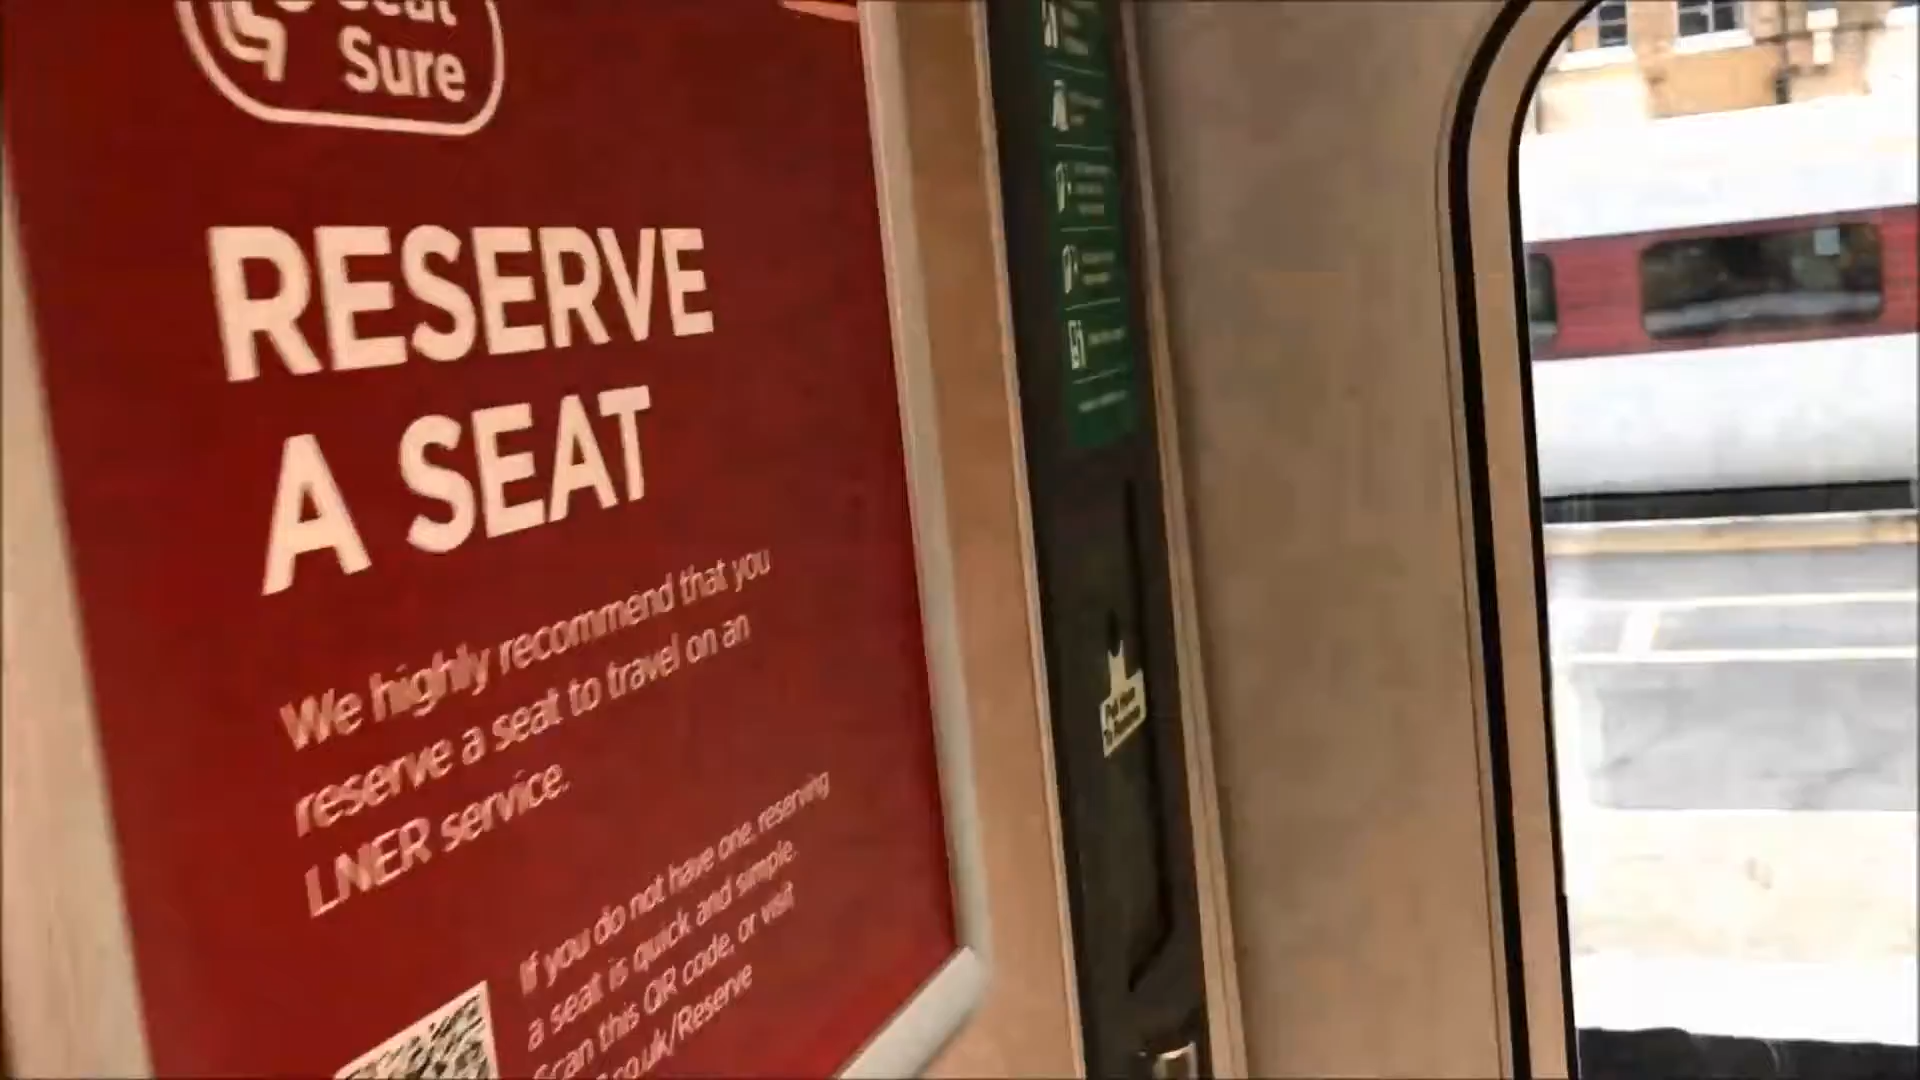 Seat
Sure
RESERVE
A SEAT
We highly recommend that you
reserve a seat to travel on an
LNER service.
If you do not have one, reserving
a seat is quick and simple.
Scan this QR code, or visit
.co.uk/Reserve